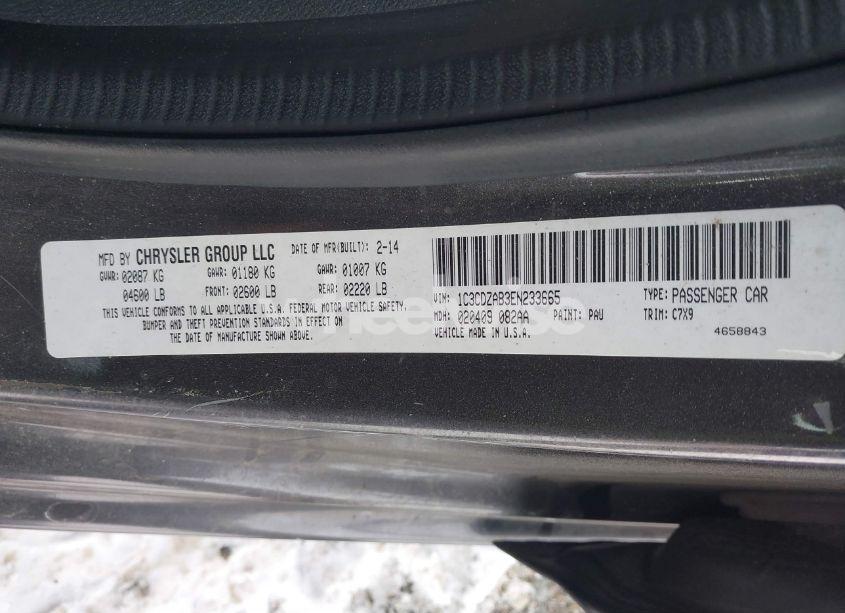 MFD BY CHRYSLER GROUP LLC DATE OF MFR(BUILT): 2-14
GVWR: 02087 KG GAWR: 01180 KG GAWR: 01007 KG
04600 LB FRONT: 02600 LB REAR: 02220 LB
THIS VEHICLE CONFORMS TO ALL APPLICABLE U.S.A. FEDERAL MOTOR VEHICLE SAFETY,
BUMPER AND THEFT PREVENTION STANDARDS IN EFFECT ON
THE DATE OF MANUFACTURE SHOWN ABOVE.
VIN: 1C3CDZAB3EN233665 TYPE: PASSENGER CAR
MDH: 020409 082AA PAINT: PAU TRIM: C7X9
VEHICLE MADE IN U.S.A. 4658843